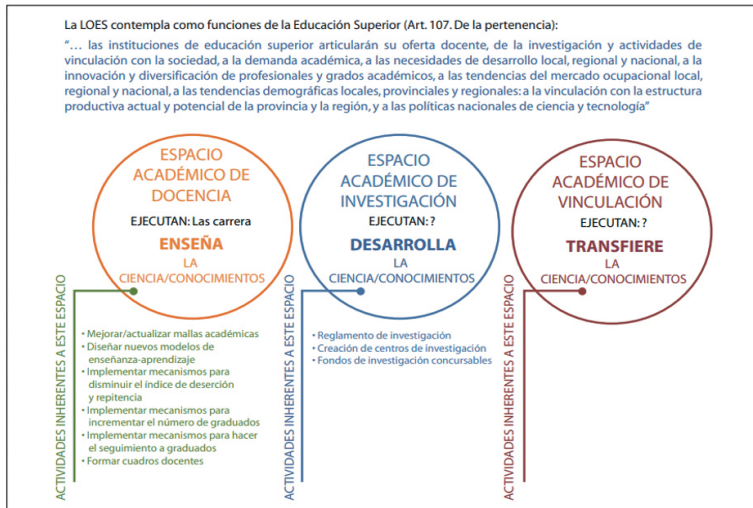 La LOES contempla como funciones de la Educación Superior (Art. 107. De la pertenencia):
"… las instituciones de educación superior articularán su oferta docente, de la investigación y actividades de
vinculación con la sociedad, a la demanda académica, a las necesidades de desarrollo local, regional y nacional, a la
innovación y diversificación de profesionales y grados académicos, a las tendencias del mercado ocupacional local,
regional y nacional, a las tendencias demográficas locales, provinciales y regionales: a la vinculación con la estructura
productiva actual y potencial de la provincia y la región, y a las políticas nacionales de ciencia y tecnología"
ESPACIO
ACADÉMICO DE
DOCENCIA
EJECUTAN: Las carrera
ENSEÑA
LA
CIENCIA/CONOCIMIENTOS
ACTIVIDADES INHERENTES A ESTE ESPACIO
• Mejorar/actualizar mallas académicas
• Diseñar nuevos modelos de
enseñanza-aprendizaje
• Implementar mecanismos para
disminuir el índice de deserción
y repitencia
• Implementar mecanismos para
incrementar el número de graduados
• Implementar mecanismos para hacer
el seguimiento a graduados
• Formar cuadros docentes
ESPACIO
ACADÉMICO DE
INVESTIGACIÓN
EJECUTAN: ?
DESARROLLA
LA
CIENCIA/CONOCIMIENTOS
ACTIVIDADES INHERENTES A ESTE ESPACIO
• Reglamento de investigación
• Creación de centros de investigación
• Fondos de investigación concursables
ESPACIO
ACADÉMICO DE
VINCULACIÓN
EJECUTAN: ?
TRANSFIERE
LA
CIENCIA/CONOCIMIENTOS
ACTIVIDADES INHERENTES A ESTE ESPACIO